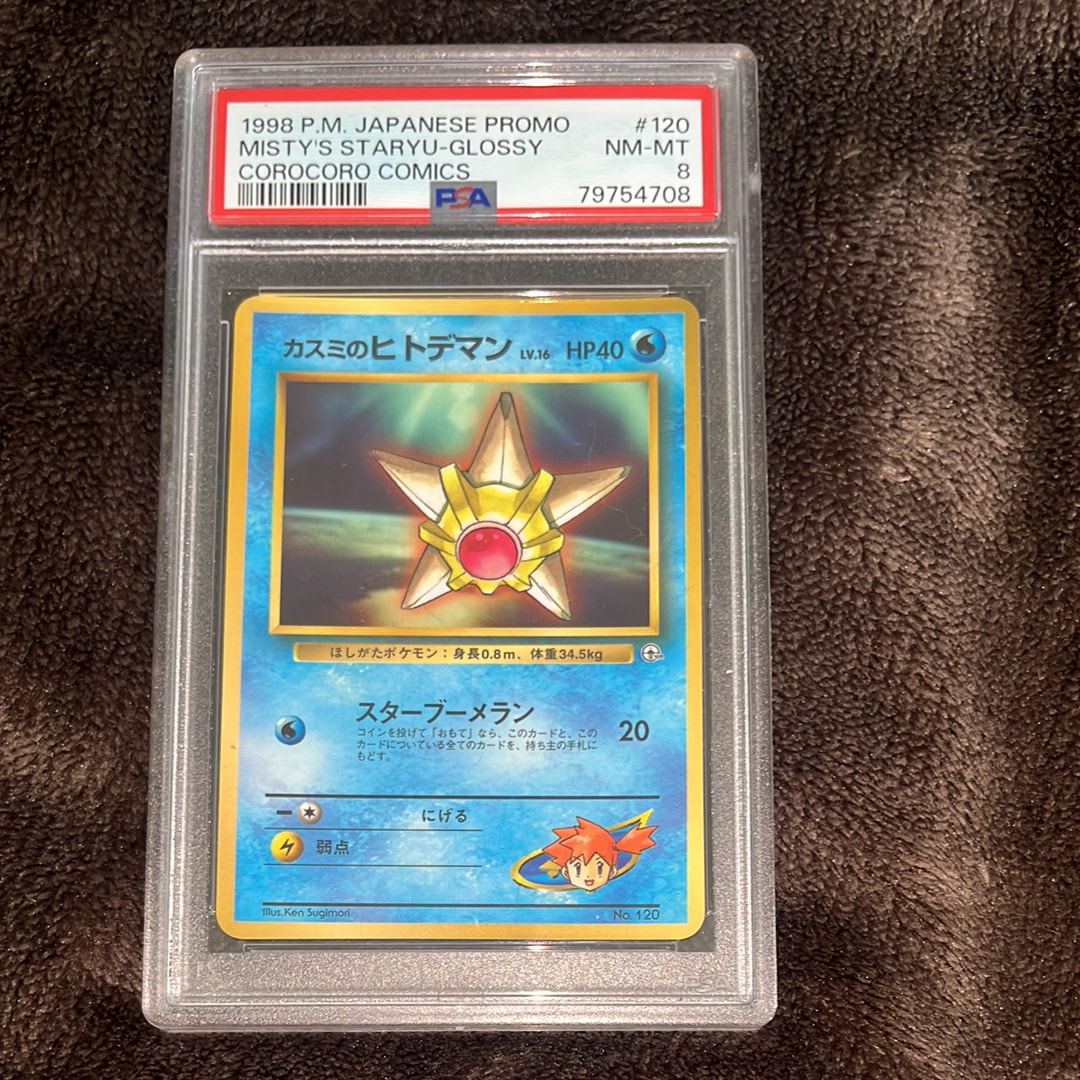 1998 P.M. JAPANESE PROMO #120
MISTY'S STARYU-GLOSSY NM-MT
COROCORO COMICS 8
PSA 79754708
カスミのヒトデマン LV.16 HP40
ほしがたポケモン:身長0.8m、体重34.5kg
スターブーメラン 20
コインを投げて「おもて」なら、このカードと、この
カードについている全てのカードを、持ち主の手札に
もどす。
にげる
弱点
Illus.Ken Sugimori No. 120
PSA